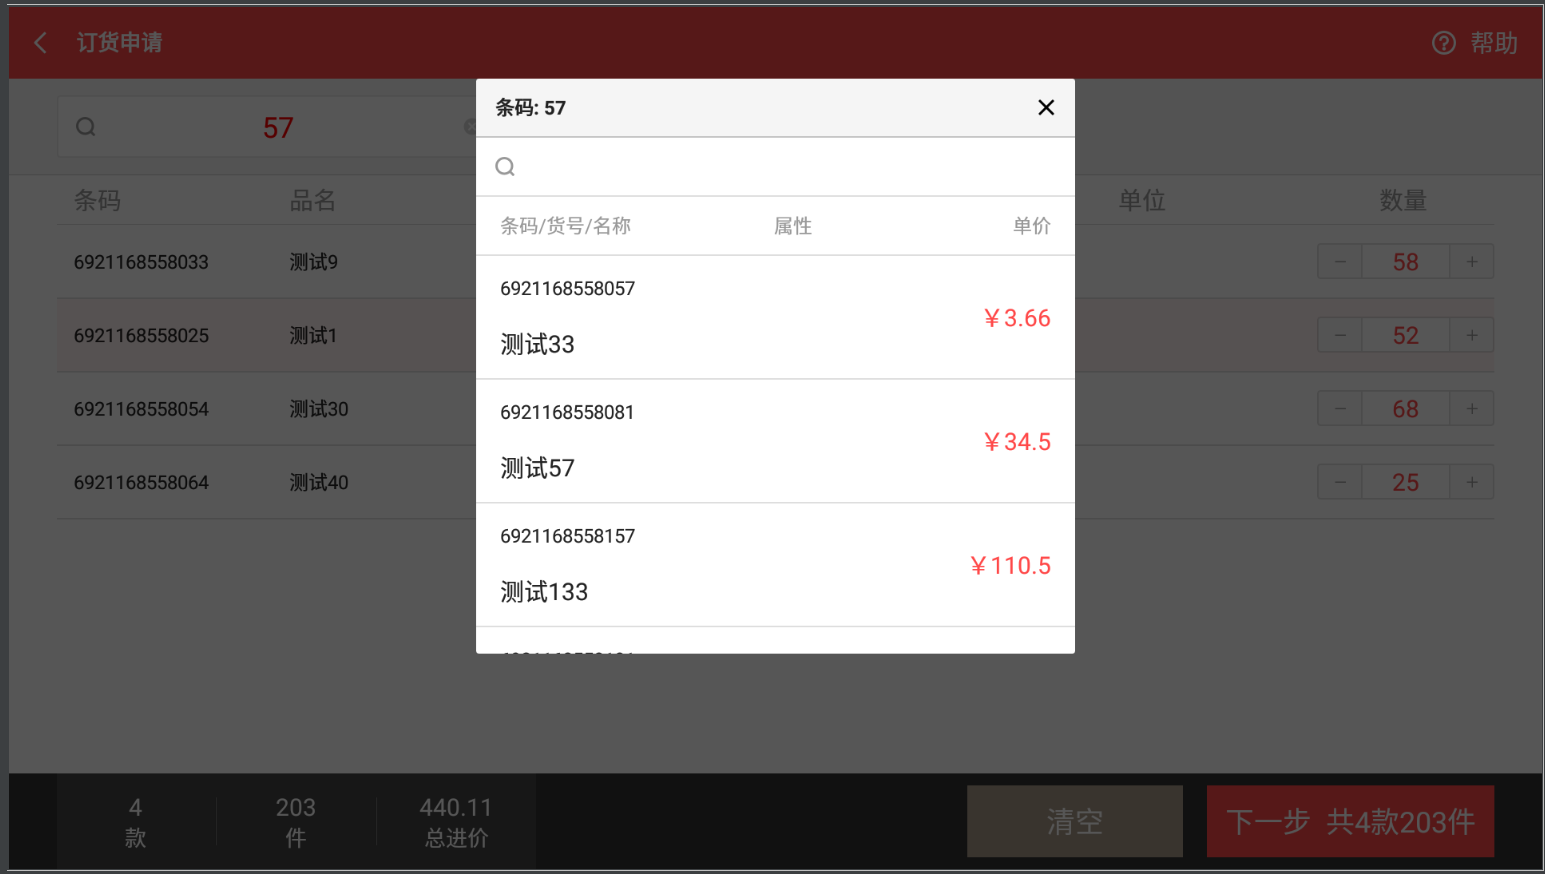 订货申请
帮助
57
条码: 57
条码/货号/名称 属性 单价
6921168558057
测试33
￥3.66
6921168558081
测试57
￥34.5
6921168558157
测试133
￥110.5
条码 品名 单位 数量
6921168558033 测试9 － 58 +
6921168558025 测试1 － 52 +
6921168558054 测试30 － 68 +
6921168558064 测试40 － 25 +
4
款
203
件
440.11
总进价
清空
下一步 共4款203件